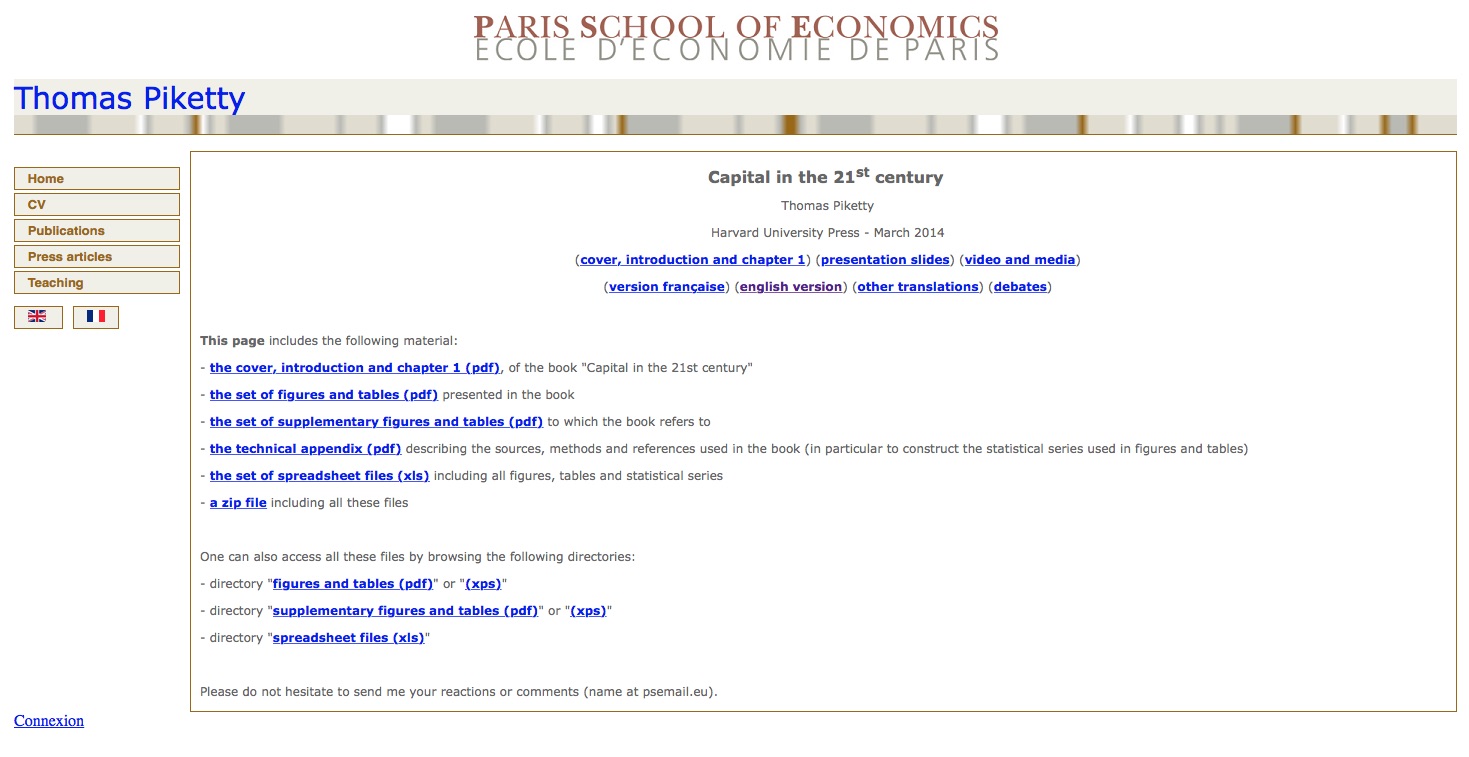 PARIS SCHOOL OF ECONOMICS
ECOLE D'ECONOMIE DE PARIS
Thomas Piketty
Home
CV
Publications
Press articles
Teaching
Capital in the 21st century
Thomas Piketty
Harvard University Press - March 2014
(cover, introduction and chapter 1) (presentation slides) (video and media)
(version française) (english version) (other translations) (debates)
This page includes the following material:
- the cover, introduction and chapter 1 (pdf), of the book "Capital in the 21st century"
- the set of figures and tables (pdf) presented in the book
- the set of supplementary figures and tables (pdf) to which the book refers to
- the technical appendix (pdf) describing the sources, methods and references used in the book (in particular to construct the statistical series used in figures and tables)
- the set of spreadsheet files (xls) including all figures, tables and statistical series
- a zip file including all these files
One can also access all these files by browsing the following directories:
- directory "figures and tables (pdf)" or "(xps)"
- directory "supplementary figures and tables (pdf)" or "(xps)"
- directory "spreadsheet files (xls)"
Please do not hesitate to send me your reactions or comments (name at psemail.eu).
Connexion